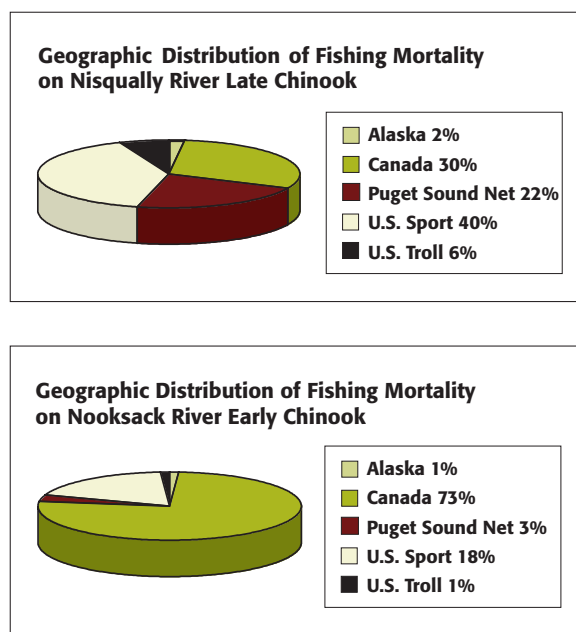 Geographic Distribution of Fishing Mortality
on Nisqually River Late Chinook
Alaska 2%
Canada 30%
Puget Sound Net 22%
U.S. Sport 40%
U.S. Troll 6%
Geographic Distribution of Fishing Mortality
on Nooksack River Early Chinook
Alaska 1%
Canada 73%
Puget Sound Net 3%
U.S. Sport 18%
U.S. Troll 1%